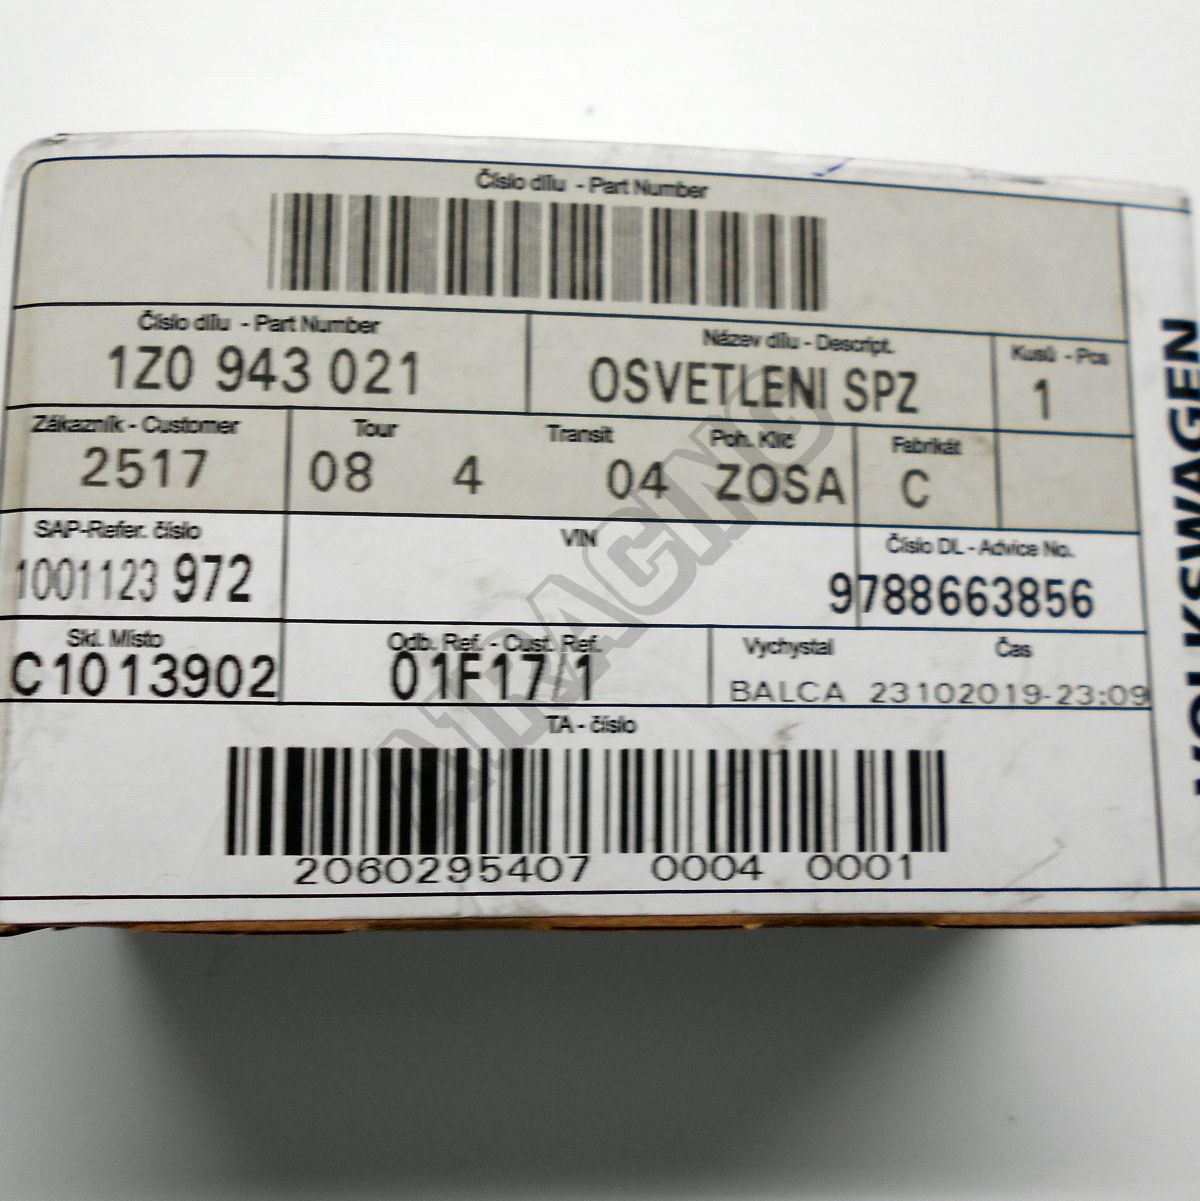 Číslo dílu - Part Number
Číslo dílu - Part Number
1Z0 943 021
Název dílu - Descript.
OSVETLENI SPZ
Kusů - Pcs
1
Zákazník - Customer
2517
Tour
08 4
Transit
04
Poh. Klíč
ZOSA
Fabrikát
C
SAP-Refer. číslo
1001123 972
VIN
Číslo DL - Advice No.
9788663856
Skl. Místo
C1013902
Odb. Ref. - Cust. Ref.
01F17 1
Vychystal
BALCA
Čas
23102019-23:09
TA - číslo
2060295407 0004 0001
VOLKSWAGEN